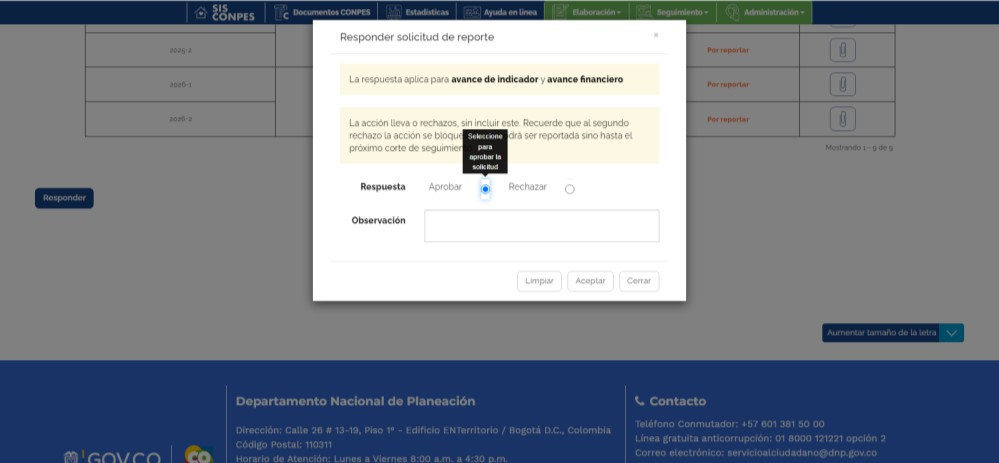 SIS CONPES
Documentos CONPES
Estadísticas
Ayuda en línea
Elaboración
Seguimiento
Administración
Responder solicitud de reporte
×
2025-2
Por reportar
La respuesta aplica para avance de indicador y avance financiero
2026-1
Por reportar
La acción lleva 0 rechazos, sin incluir este. Recuerde que al segundo
2026-2
Por reportar
rechazo la acción se bloque drá ser reportada sino hasta el
próximo corte de seguimie
Mostrando 1 - 9 de 9
Seleccione
para
aprobar la
solicitud
Respuesta Aprobar Rechazar
Responder
Observación
Limpiar Aceptar Cerrar
Aumentar tamaño de la letra
Departamento Nacional de Planeación
Contacto
Dirección: Calle 26 # 13-19, Piso 1° - Edificio ENTerritorio / Bogotá D.C., Colombia
Código Postal: 110311
Horario de Atención: Lunes a Viernes 8:00 a.m. a 4:30 p.m.
Teléfono Conmutador: +57 601 381 50 00
Línea gratuita anticorrupción: 01 8000 121221 opción 2
Correo electrónico: servicioalciudadano@dnp.gov.co
GOV.CO